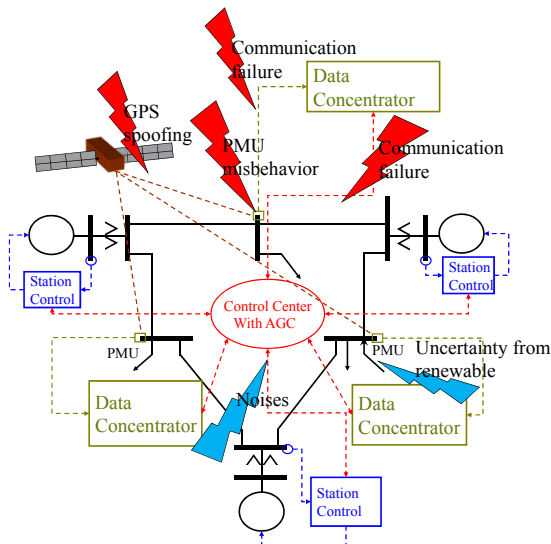 Communication
failure
Data
Concentrator
GPS
spoofing
PMU
misbehavior
Communication
failure
Station
Control
Station
Control
Control Center
With AGC
PMU
PMU
Uncertainty from
renewable
Data
Concentrator
Noises
Data
Concentrator
Station
Control